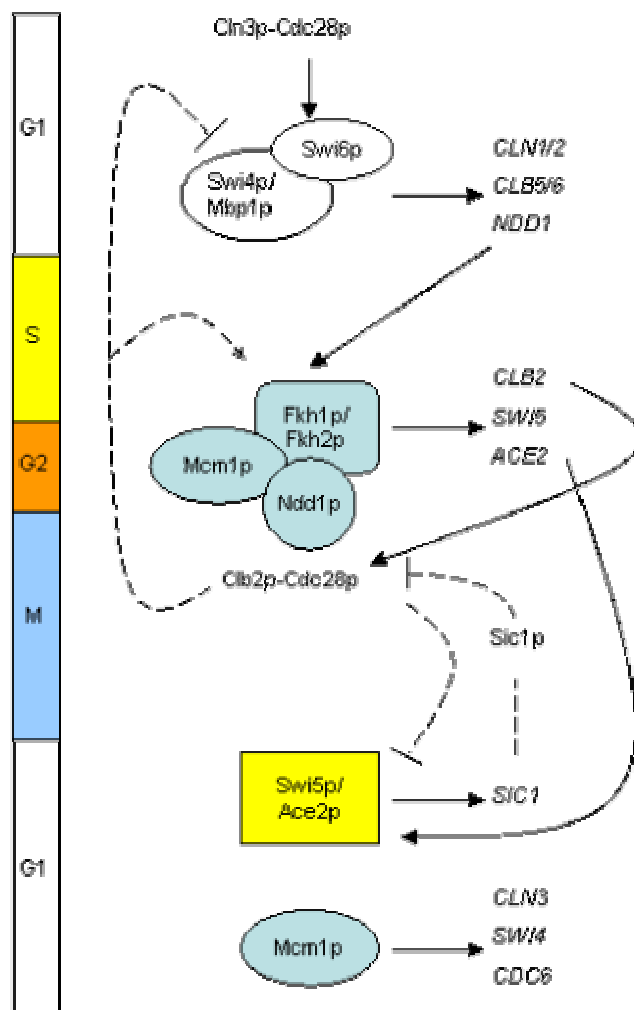 Cln3p-Cdc28p
G1
Swi6p
Swi4p/
Mbp1p
CLN1/2
CLB5/6
NDD1
S
CLB2
Fkh1p/
Fkh2p
SWI5
ACE2
G2
Mcm1p
Ndd1p
Clb2p-Cdc28p
M
Sic1p
Swi5p/
Ace2p
SIC1
G1
CLN3
Mcm1p
SWI4
CDC6